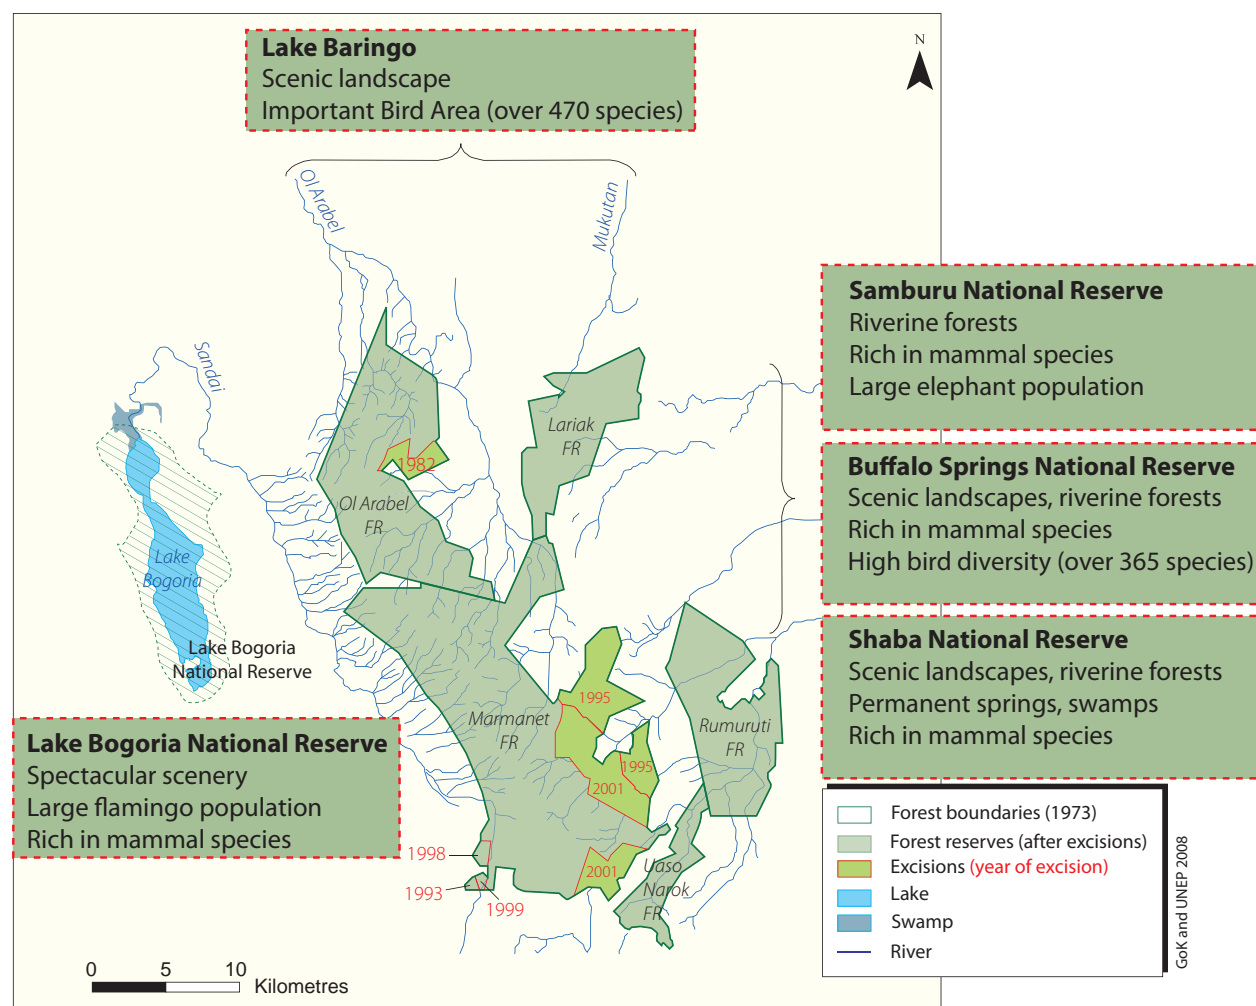 Lake Baringo
Scenic landscape
Important Bird Area (over 470 species)
N
Ol Arabel
Mukutan
Sandai
Samburu National Reserve
Riverine forests
Rich in mammal species
Large elephant population
Lariak
FR
1982
Ol Arabel
FR
Buffalo Springs National Reserve
Scenic landscapes, riverine forests
Rich in mammal species
High bird diversity (over 365 species)
Lake
Bogoria
Lake Bogoria
National Reserve
Shaba National Reserve
Scenic landscapes, riverine forests
Permanent springs, swamps
Rich in mammal species
1995
Marmanet
FR
Rumuruti
FR
1995
2001
Lake Bogoria National Reserve
Spectacular scenery
Large flamingo population
Rich in mammal species
1998
1993
1999
2001
Uaso
Narok
FR
Forest boundaries (1973)
Forest reserves (after excisions)
Excisions (year of excision)
Lake
Swamp
River
GoK and UNEP 2008
0 5 10
Kilometres